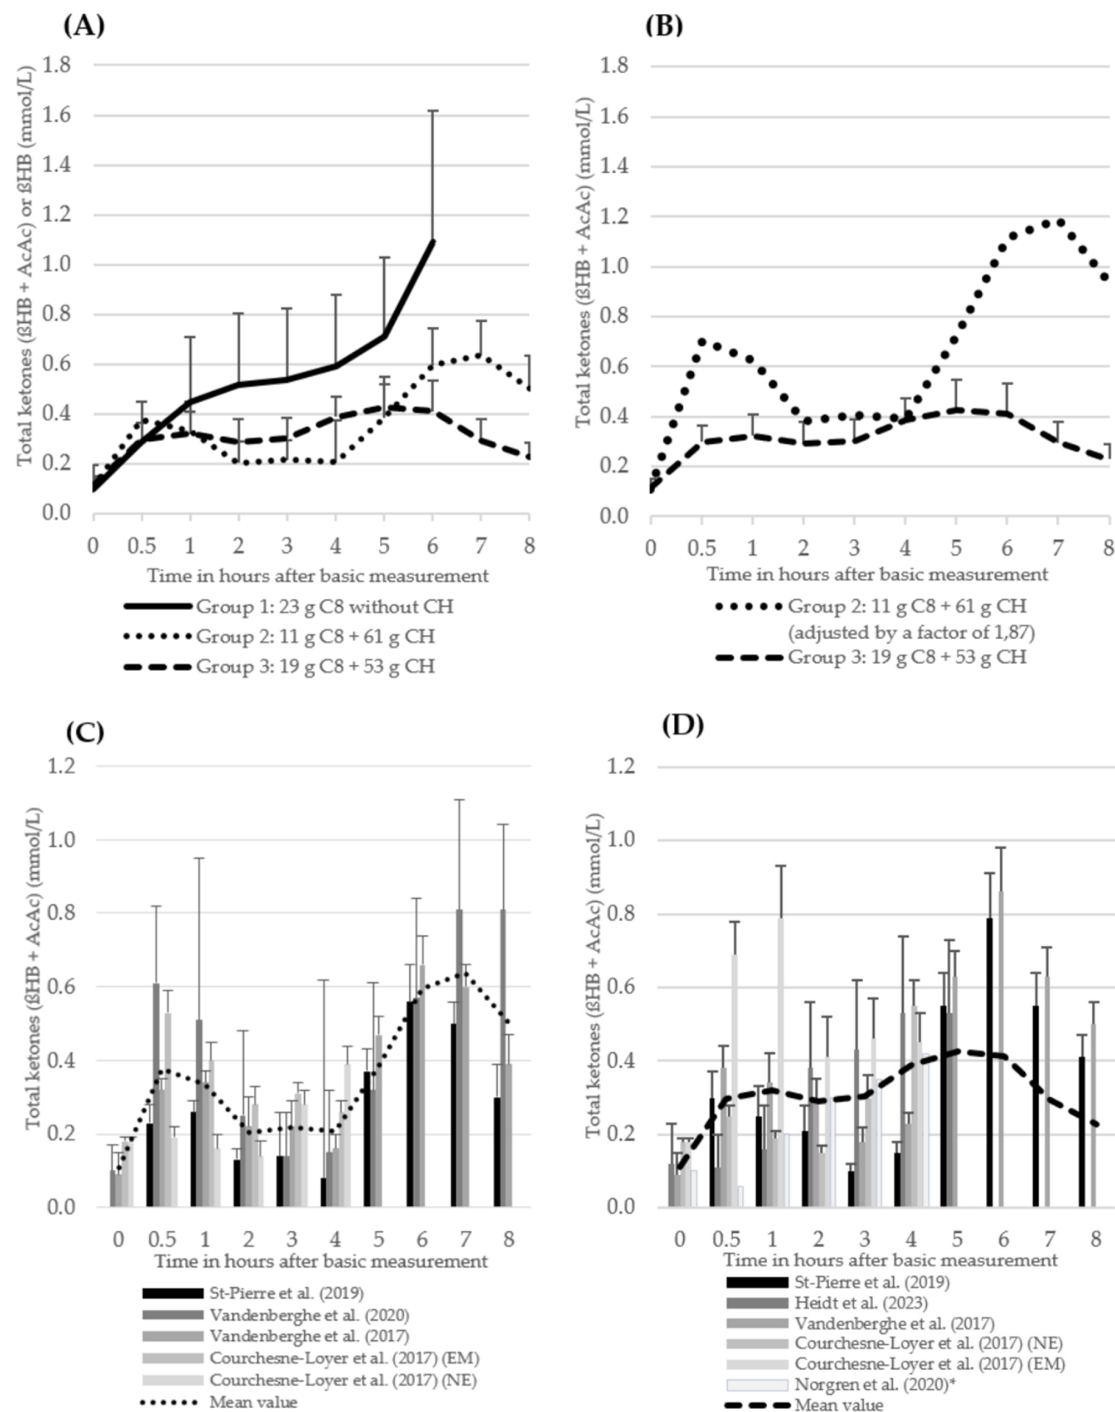 (A)
Total ketones (ßHB + AcAc) or ßHB (mmol/L)
1.8
1.6
1.4
1.2
1.0
0.8
0.6
0.4
0.2
0.0
0 0.5 1 2 3 4 5 6 7 8
Time in hours after basic measurement
Group 1: 23 g C8 without CH
Group 2: 11 g C8 + 61 g CH
Group 3: 19 g C8 + 53 g CH
(B)
Total ketones (ßHB + AcAc) (mmol/L)
1.8
1.6
1.4
1.2
1.0
0.8
0.6
0.4
0.2
0.0
0 0.5 1 2 3 4 5 6 7 8
Time in hours after basic measurement
Group 2: 11 g C8 + 61 g CH
(adjusted by a factor of 1,87)
Group 3: 19 g C8 + 53 g CH
(C)
Total ketones (ßHB + AcAc) (mmol/L)
1.2
1.0
0.8
0.6
0.4
0.2
0.0
0 0.5 1 2 3 4 5 6 7 8
Time in hours after basic measurement
St-Pierre et al. (2019)
Vandenberghe et al. (2020)
Vandenberghe et al. (2017)
Courchesne-Loyer et al. (2017) (EM)
Courchesne-Loyer et al. (2017) (NE)
Mean value
(D)
Total ketones (ßHB + AcAc) (mmol/L)
1.2
1.0
0.8
0.6
0.4
0.2
0.0
0 0.5 1 2 3 4 5 6 7 8
Time in hours after basic measurement
St-Pierre et al. (2019)
Heidt et al. (2023)
Vandenberghe et al. (2017)
Courchesne-Loyer et al. (2017) (NE)
Courchesne-Loyer et al. (2017) (EM)
Norgren et al. (2020)*
Mean value